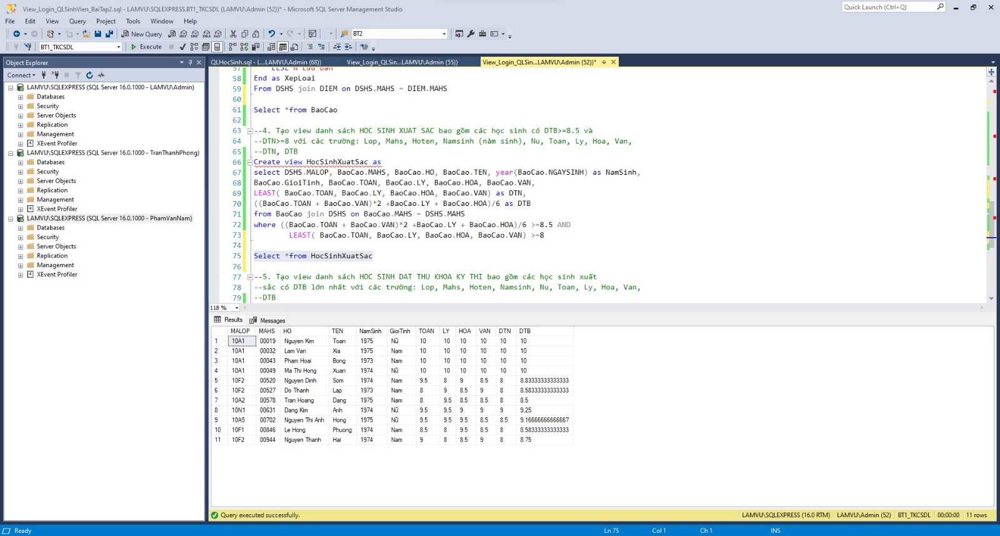 View_Login_QLSinhVien_BaiTap2.sql - LAMVU\SQLEXPRESS.BT1_TKCSDL (LAMVU\Admin (52))* - Microsoft SQL Server Management Studio
Quick Launch (Ctrl+Q)
File Edit View Query Project Tools Window Help
New Query BT2
BT1_TKCSDL Execute
Object Explorer
QLHocSinh.sql - L...LAMVU\Admin (68)) View_Login_QLSin...LAMVU\Admin (55)) View_Login_QLSin...LAMVU\Admin (52))*
Connect
LAMVU\SQLEXPRESS (SQL Server 16.0.1000 - LAMVU\Admin)
Databases
Security
Server Objects
Replication
Management
XEvent Profiler
LAMVU\SQLEXPRESS (SQL Server 16.0.1000 - TranThanhPhong)
Databases
Security
Server Objects
Replication
Management
XEvent Profiler
LAMVU\SQLEXPRESS (SQL Server 16.0.1000 - PhamVanNam)
Databases
Security
Server Objects
Replication
Management
XEvent Profiler
58 End as XepLoai
59 From DSHS join DIEM on DSHS.MAHS = DIEM.MAHS
60
61 Select *from BaoCao
62
63 --4. Tạo view danh sách HOC SINH XUAT SAC bao gồm các học sinh có DTB>=8.5 và
64 --DTN>=8 với các trường: Lop, Mahs, Hoten, Namsinh (năm sinh), Nu, Toan, Ly, Hoa, Van,
65 --DTN, DTB
66 Create view HocSinhXuatSac as
67 select DSHS.MALOP, BaoCao.MAHS, BaoCao.HO, BaoCao.TEN, year(BaoCao.NGAYSINH) as NamSinh,
68 BaoCao.GioiTinh, BaoCao.TOAN, BaoCao.LY, BaoCao.HOA, BaoCao.VAN,
69 LEAST( BaoCao.TOAN, BaoCao.LY, BaoCao.HOA, BaoCao.VAN) as DTN,
70 ((BaoCao.TOAN + BaoCao.VAN)*2 +BaoCao.LY + BaoCao.HOA)/6 as DTB
71 from BaoCao join DSHS on BaoCao.MAHS = DSHS.MAHS
72 where ((BaoCao.TOAN + BaoCao.VAN)*2 +BaoCao.LY + BaoCao.HOA)/6 >=8.5 AND
73 LEAST( BaoCao.TOAN, BaoCao.LY, BaoCao.HOA, BaoCao.VAN) >=8
74
75 Select *from HocSinhXuatSac
76
77 --5. Tạo view danh sách HOC SINH DAT THU KHOA KY THI bao gồm các học sinh xuất
78 --sắc có DTB lớn nhất với các trường: Lop, Mahs, Hoten, Namsinh, Nu, Toan, Ly, Hoa, Van,
79 --DTB
118 %
Results Messages
MALOP MAHS HO TEN NamSinh GioiTinh TOAN LY HOA VAN DTN DTB
1 10A1 00019 Nguyen Kim Toan 1975 Nữ 10 10 10 10 10 10
2 10A1 00032 Lam Van Xia 1975 Nam 10 10 10 10 10 10
3 10A1 00043 Pham Hoai Bong 1973 Nam 10 10 10 10 10 10
4 10A1 00049 Ma Thi Hong Xuan 1974 Nữ 10 10 10 10 10 10
5 10F2 00520 Nguyen Dinh Som 1974 Nam 9.5 8 9 8.5 8 8.83333333333333
6 10F2 00527 Do Thanh Lap 1973 Nam 8 9 8.5 9 8 8.58333333333333
7 10A2 00578 Tran Hoang Dang 1975 Nam 8 9.5 8.5 8.5 8 8.5
8 10N1 00631 Dang Kim Anh 1974 Nữ 9.5 9.5 9 9 9 9.25
9 10A5 00702 Nguyen Thi Anh Hong 1975 Nữ 9.5 9.5 9.5 8.5 8.5 9.16666666666667
10 10F1 00846 Le Hong Phuong 1974 Nam 8.5 8 9.5 8.5 8 8.58333333333333
11 10F2 00944 Nguyen Thanh Hai 1974 Nam 9 8 8.5 9 8 8.75
Query executed successfully. LAMVU\SQLEXPRESS (16.0 RTM) LAMVU\Admin (52) BT1_TKCSDL 00:00:00 11 rows
Ready Ln 75 Col 1 Ch 1 INS